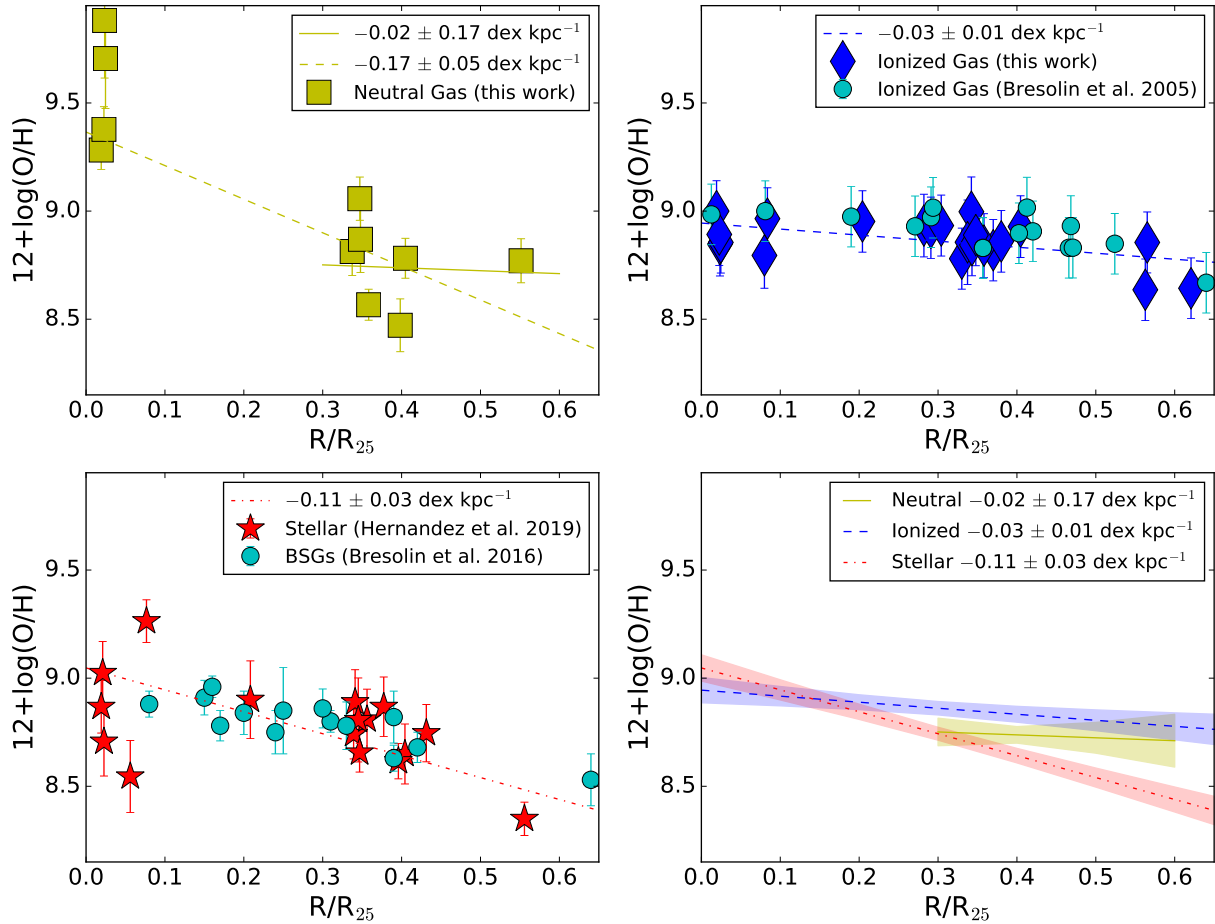 −0.02 ± 0.17 dex kpc⁻¹
−0.17 ± 0.05 dex kpc⁻¹
Neutral Gas (this work)
12+log(O/H)
9.5
9.0
8.5
0.0 0.1 0.2 0.3 0.4 0.5 0.6
R/R₂₅
−0.03 ± 0.01 dex kpc⁻¹
Ionized Gas (this work)
Ionized Gas (Bresolin et al. 2005)
12+log(O/H)
9.5
9.0
8.5
0.0 0.1 0.2 0.3 0.4 0.5 0.6
R/R₂₅
−0.11 ± 0.03 dex kpc⁻¹
Stellar (Hernandez et al. 2019)
BSGs (Bresolin et al. 2016)
12+log(O/H)
9.5
9.0
8.5
0.0 0.1 0.2 0.3 0.4 0.5 0.6
R/R₂₅
Neutral −0.02 ± 0.17 dex kpc⁻¹
Ionized −0.03 ± 0.01 dex kpc⁻¹
Stellar −0.11 ± 0.03 dex kpc⁻¹
12+log(O/H)
9.5
9.0
8.5
0.0 0.1 0.2 0.3 0.4 0.5 0.6
R/R₂₅